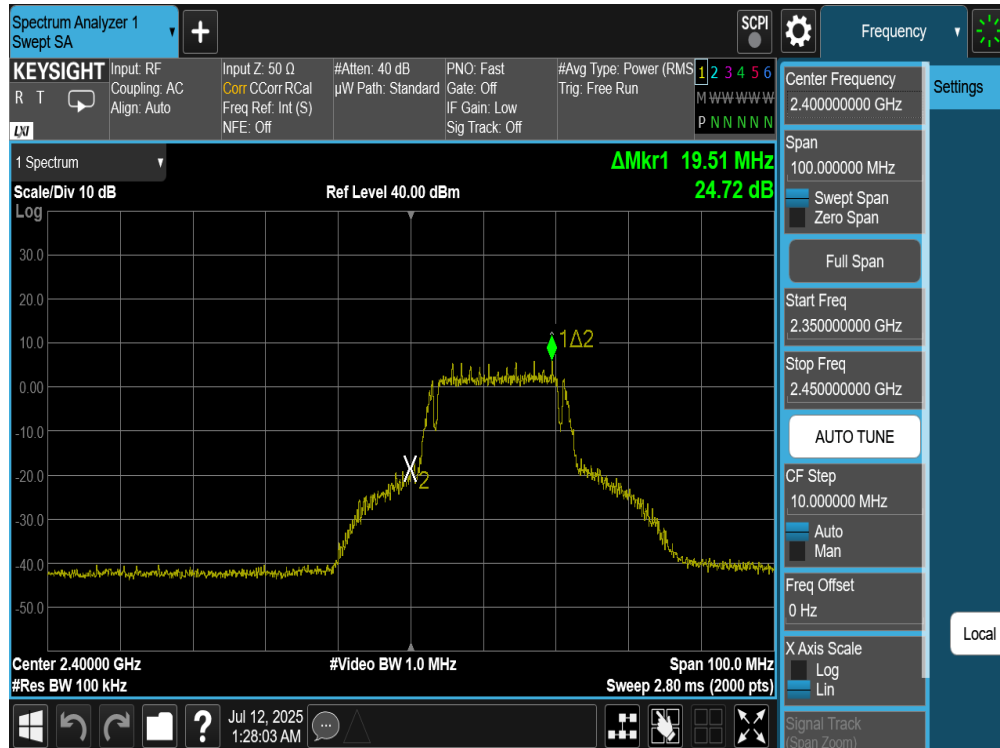 Spectrum Analyzer 1
Swept SA
+
SCPI
Frequency
KEYSIGHT
R T
LXI
Input: RF
Coupling: AC
Align: Auto
Input Z: 50 Ω
Corr CCorr RCal
Freq Ref: Int (S)
NFE: Off
#Atten: 40 dB
µW Path: Standard
PNO: Fast
Gate: Off
IF Gain: Low
Sig Track: Off
#Avg Type: Power (RMS
Trig: Free Run
1 2 3 4 5 6
M W W W W W
P N N N N N
1 Spectrum
Scale/Div 10 dB
Ref Level 40.00 dBm
ΔMkr1 19.51 MHz
24.72 dB
Log
30.0
20.0
10.0
0.00
-10.0
-20.0
-30.0
-40.0
-50.0
1Δ2
2
Center 2.40000 GHz
#Video BW 1.0 MHz
Span 100.0 MHz
#Res BW 100 kHz
Sweep 2.80 ms (2000 pts)
?
Jul 12, 2025
1:28:03 AM
Center Frequency
2.400000000 GHz
Span
100.000000 MHz
Swept Span
Zero Span
Full Span
Start Freq
2.350000000 GHz
Stop Freq
2.450000000 GHz
AUTO TUNE
CF Step
10.000000 MHz
Auto
Man
Freq Offset
0 Hz
X Axis Scale
Log
Lin
Signal Track
(Span Zoom)
Settings
Local